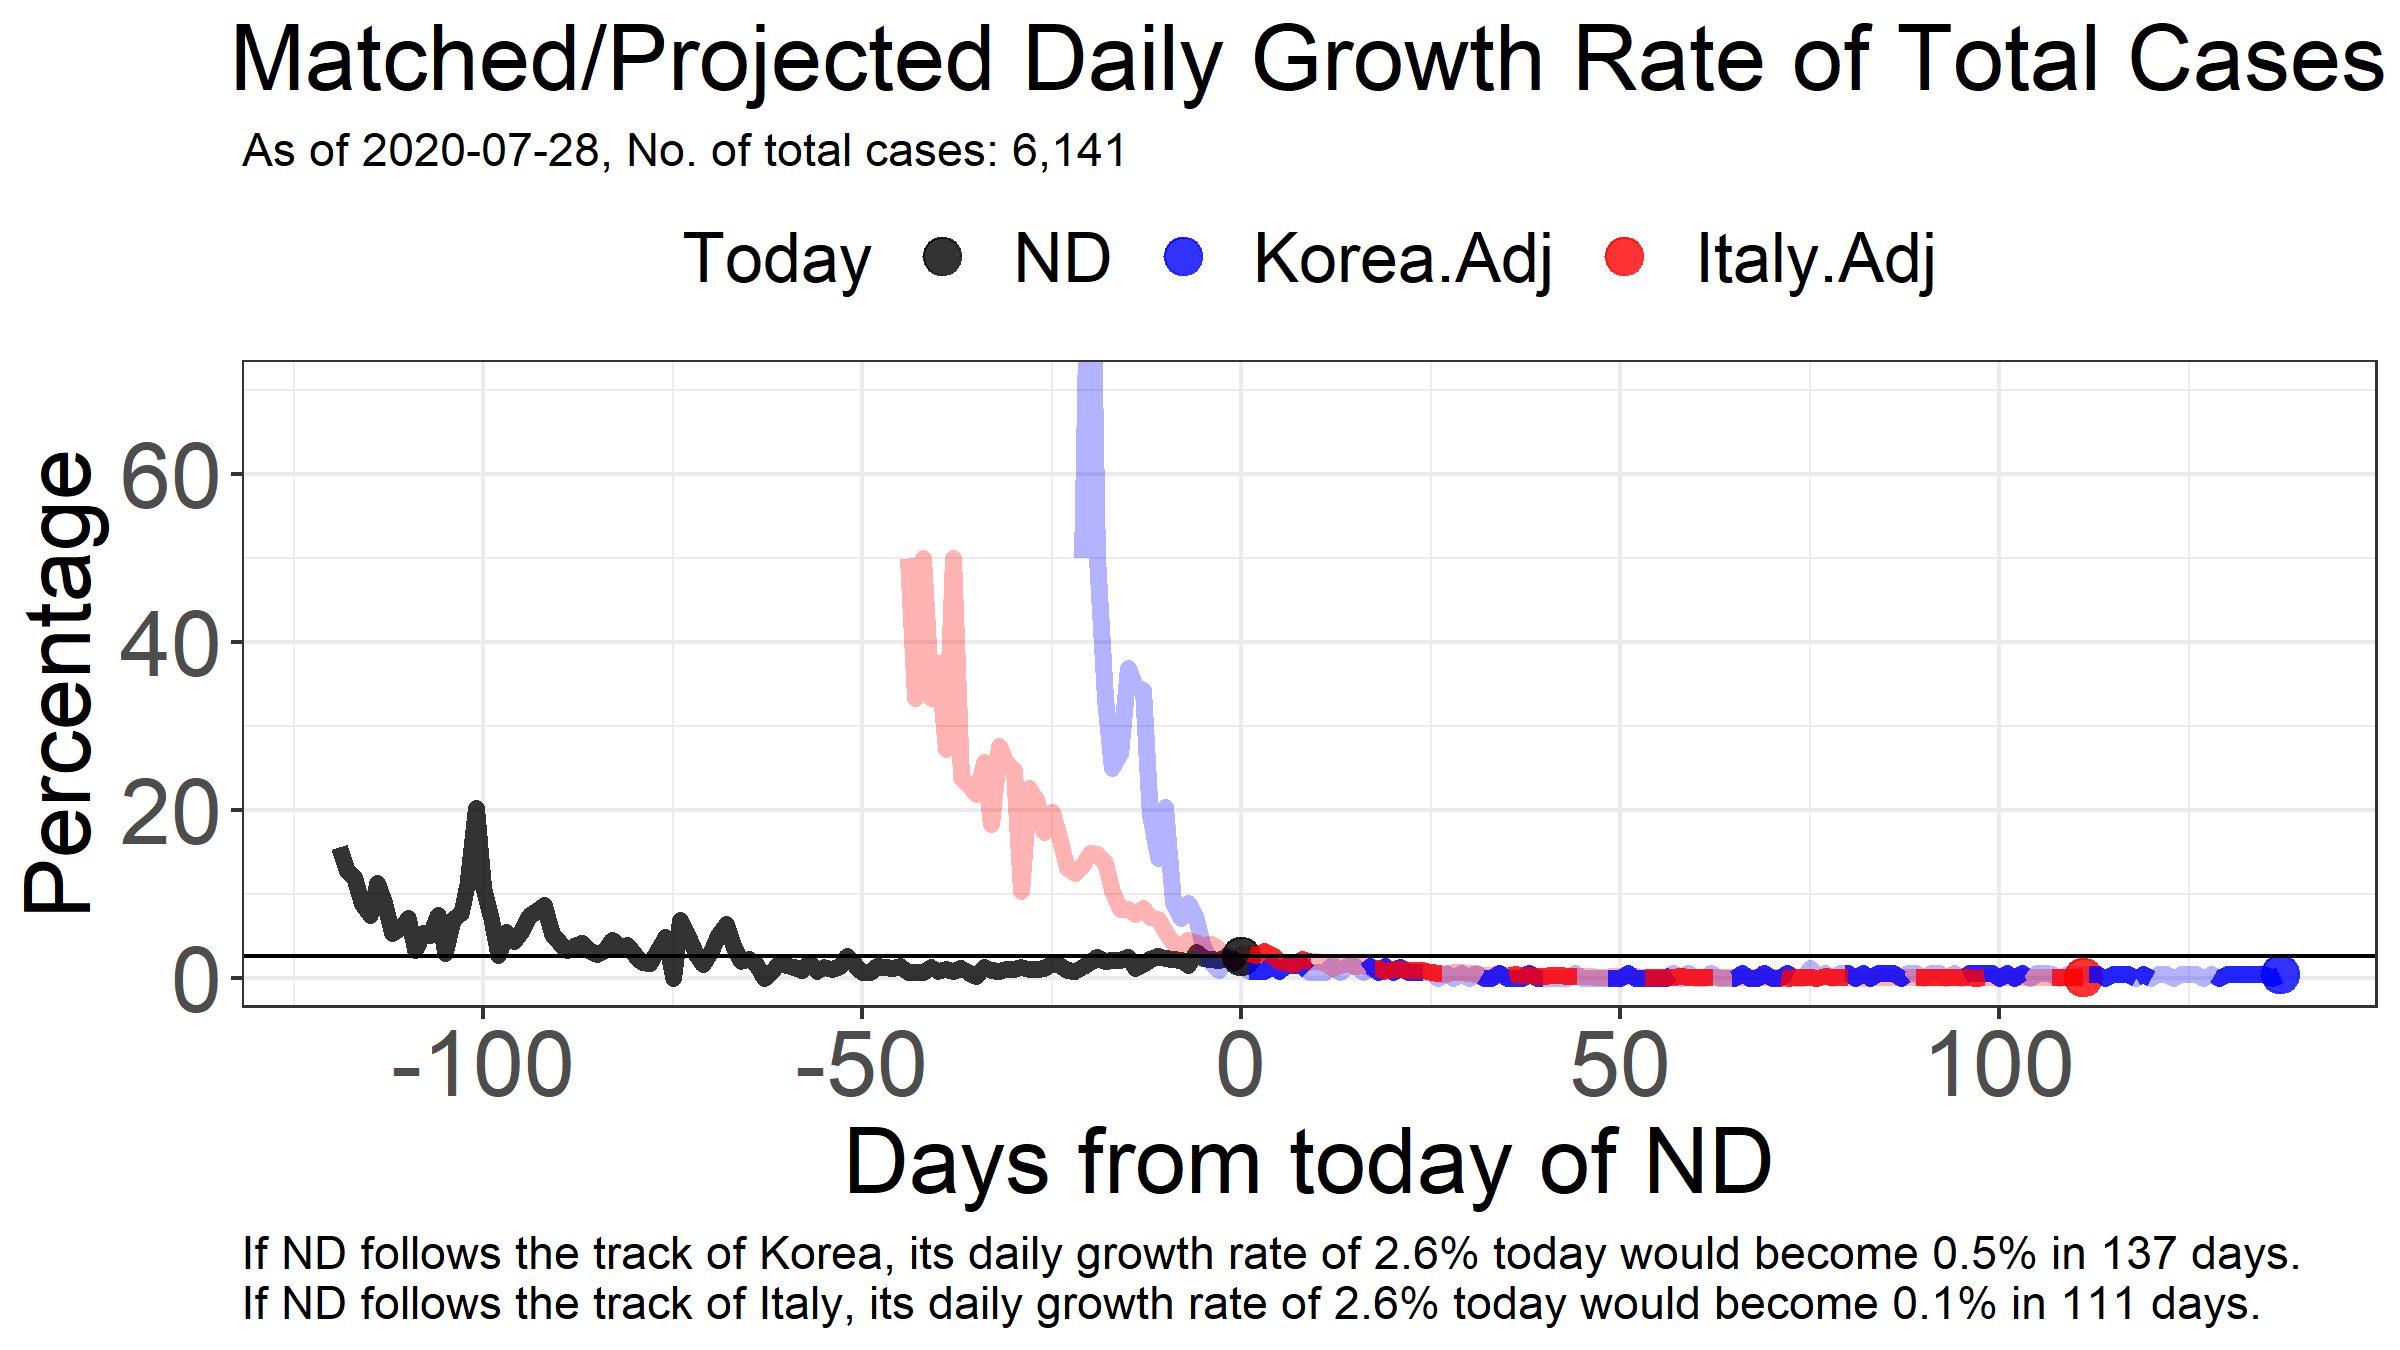 Matched/Projected Daily Growth Rate of Total Cases
As of 2020-07-28, No. of total cases: 6,141
Today ND Korea.Adj Italy.Adj
Percentage
60
40
20
0
-100 -50 0 50 100
Days from today of ND
If ND follows the track of Korea, its daily growth rate of 2.6% today would become 0.5% in 137 days.
If ND follows the track of Italy, its daily growth rate of 2.6% today would become 0.1% in 111 days.